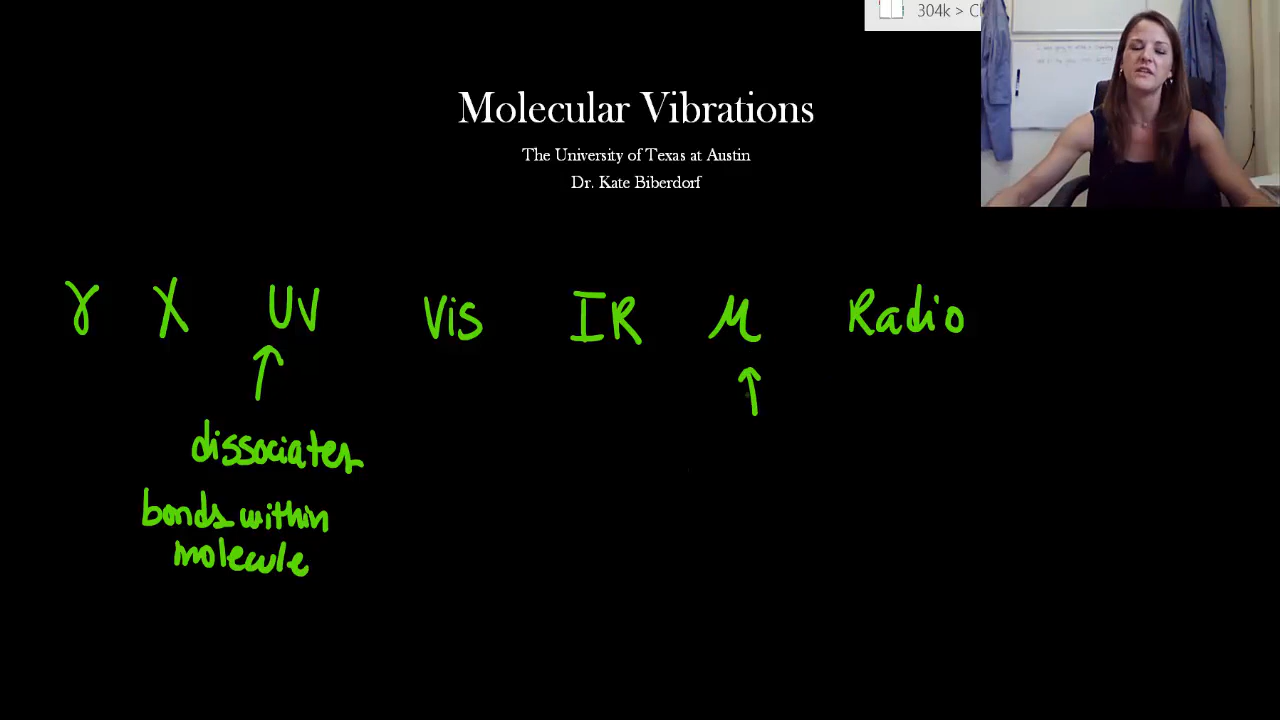 304k > C
Molecular Vibrations
The University of Texas at Austin
Dr. Kate Biberdorf
γ X UV Vis IR μ Radio
dissociates
bonds within
molecule